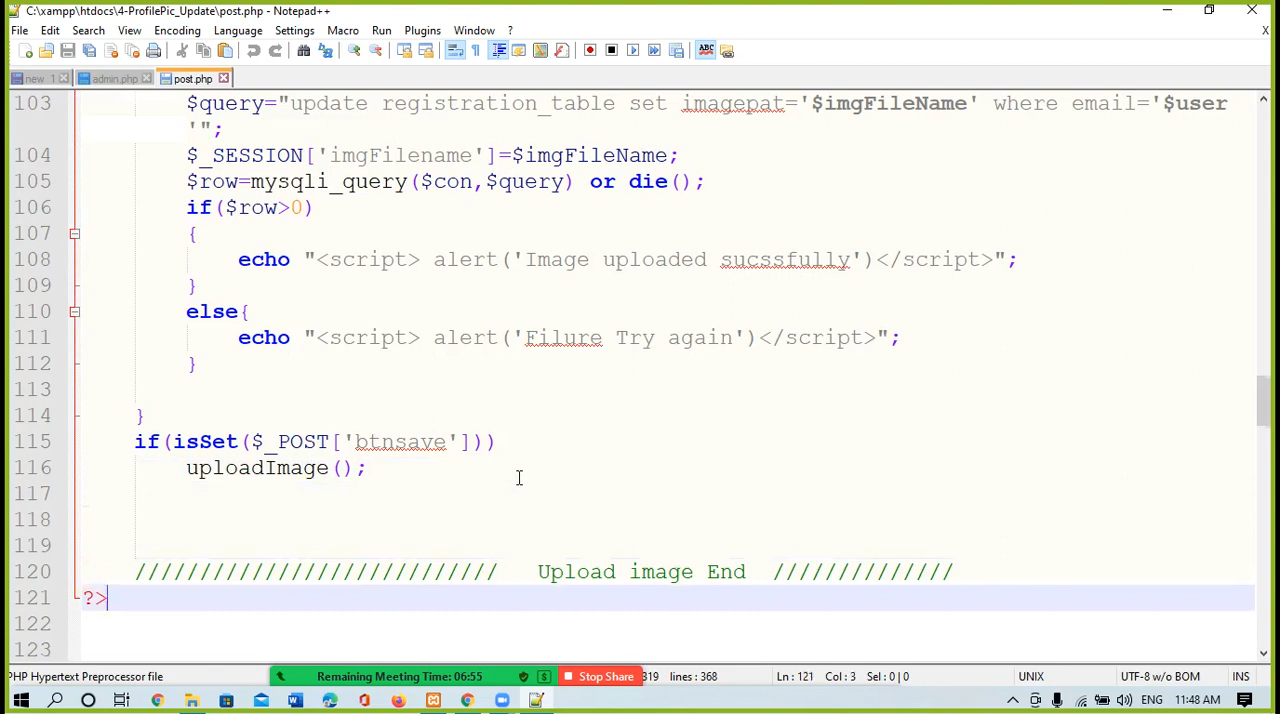 C:\xampp\htdocs\4-ProfilePic_Update\post.php - Notepad++
File Edit Search View Encoding Language Settings Macro Run Plugins Window ? X
new 1 admin.php post.php
103 $query="update registration_table set imagepat='$imgFileName' where email='$user
'";
104 $_SESSION['imgFilename']=$imgFileName;
105 $row=mysqli_query($con,$query) or die();
106 if($row>0)
107 {
108 echo "<script> alert('Image uploaded sucssfully')</script>";
109 }
110 else{
111 echo "<script> alert('Filure Try again')</script>";
112 }
113
114 }
115 if(isSet($_POST['btnsave']))
116 uploadImage();
117
118
119
120 //////////////////////////// Upload image End //////////////
121 ?>
122
123
PHP Hypertext Preprocessor file Remaining Meeting Time: 06:55 $ Stop Share 319 lines : 368 Ln : 121 Col : 3 Sel : 0 | 0 UNIX UTF-8 w/o BOM INS
ENG 11:48 AM